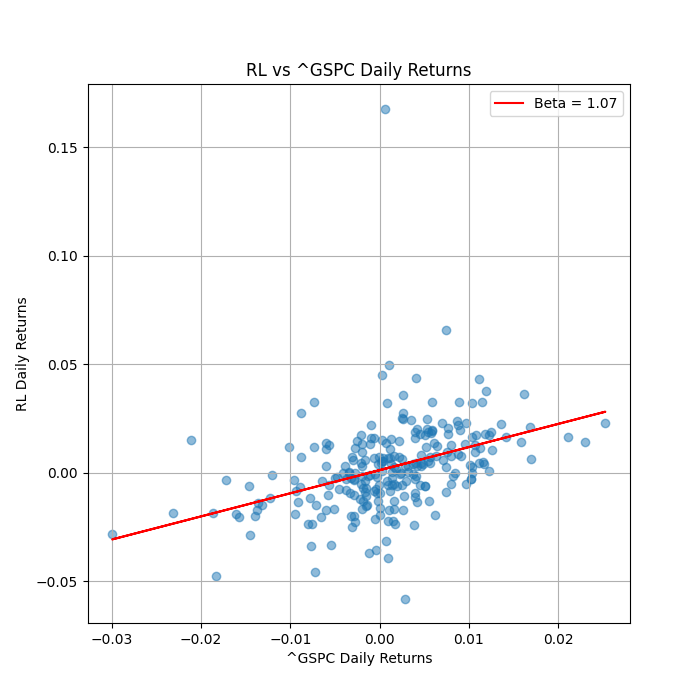 RL vs ^GSPC Daily Returns
Beta = 1.07
0.15
0.10
0.05
0.00
−0.05
RL Daily Returns
−0.03
−0.02
−0.01
0.00
0.01
0.02
^GSPC Daily Returns